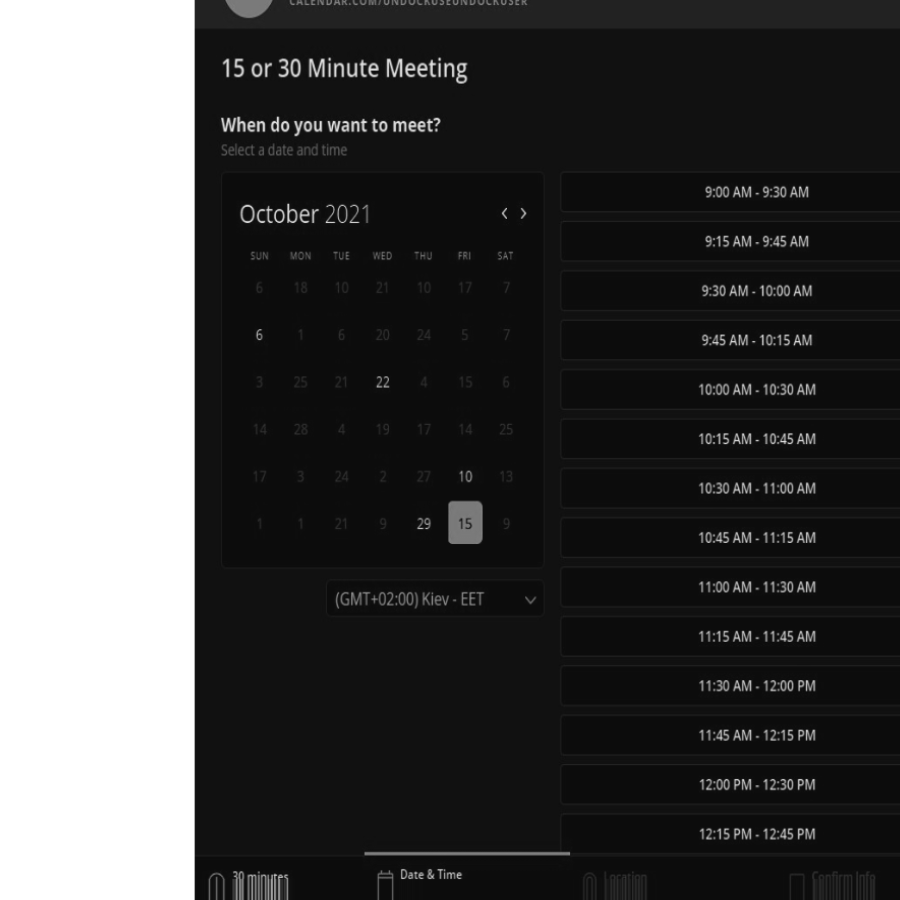 CALENDAR.COM/UNDOCKUSEUNDOCKUSER
15 or 30 Minute Meeting
When do you want to meet?
Select a date and time
October 2021
SUN MON TUE WED THU FRI SAT
6 18 10 21 10 17 7
6 1 6 20 24 5 7
3 25 21 22 4 15 6
14 28 4 19 17 14 25
17 3 24 2 27 10 13
1 1 21 9 29 15 9
(GMT+02:00) Kiev - EET
9:00 AM - 9:30 AM
9:15 AM - 9:45 AM
9:30 AM - 10:00 AM
9:45 AM - 10:15 AM
10:00 AM - 10:30 AM
10:15 AM - 10:45 AM
10:30 AM - 11:00 AM
10:45 AM - 11:15 AM
11:00 AM - 11:30 AM
11:15 AM - 11:45 AM
11:30 AM - 12:00 PM
11:45 AM - 12:15 PM
12:00 PM - 12:30 PM
12:15 PM - 12:45 PM
30 minutes
Date & Time
Location
Confirm Info